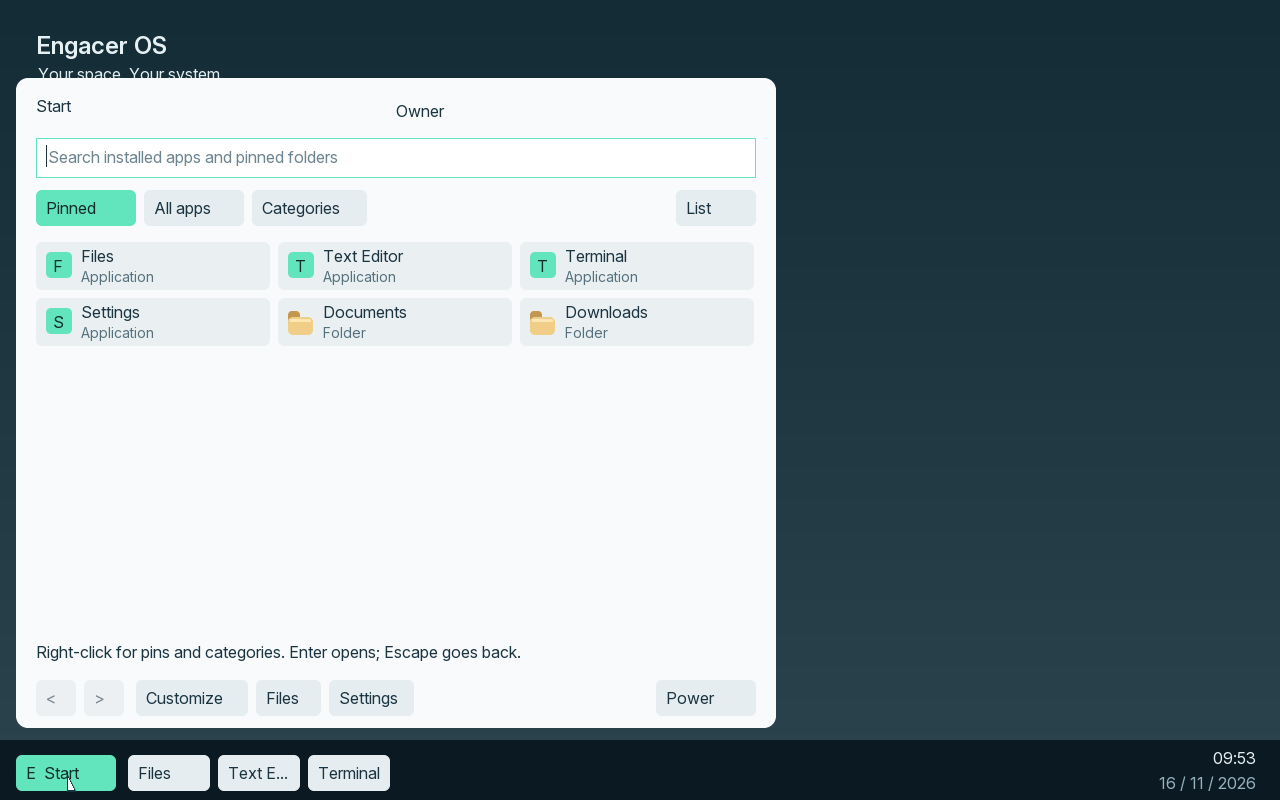 Engacer OS
Your space. Your system
Start
Owner
Search installed apps and pinned folders
Pinned
All apps
Categories
List
F
Files
Application
T
Text Editor
Application
T
Terminal
Application
S
Settings
Application
Documents
Folder
Downloads
Folder
Right-click for pins and categories. Enter opens; Escape goes back.
<
>
Customize
Files
Settings
Power
E Start
Files
Text E...
Terminal
09:53
16 / 11 / 2026